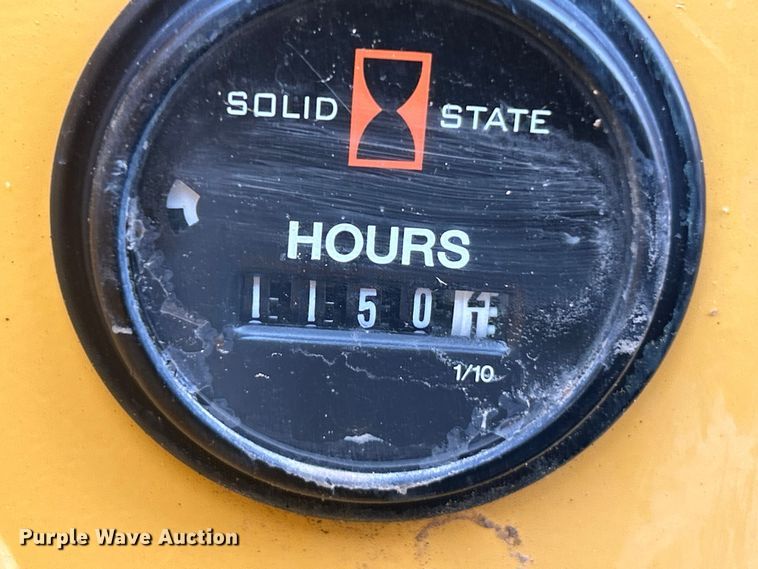 SOLID STATE
HOURS
1150
1/10
Purple Wave Auction